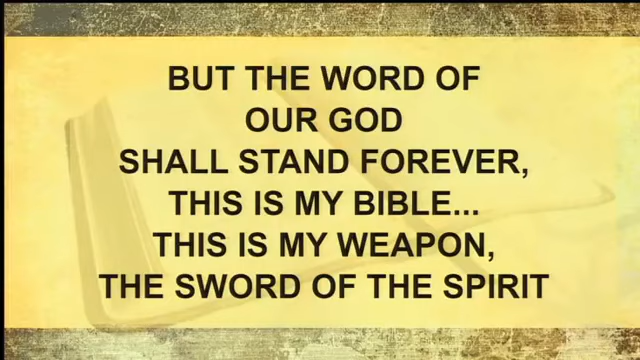 BUT THE WORD OF
OUR GOD
SHALL STAND FOREVER,
THIS IS MY BIBLE...
THIS IS MY WEAPON,
THE SWORD OF THE SPIRIT